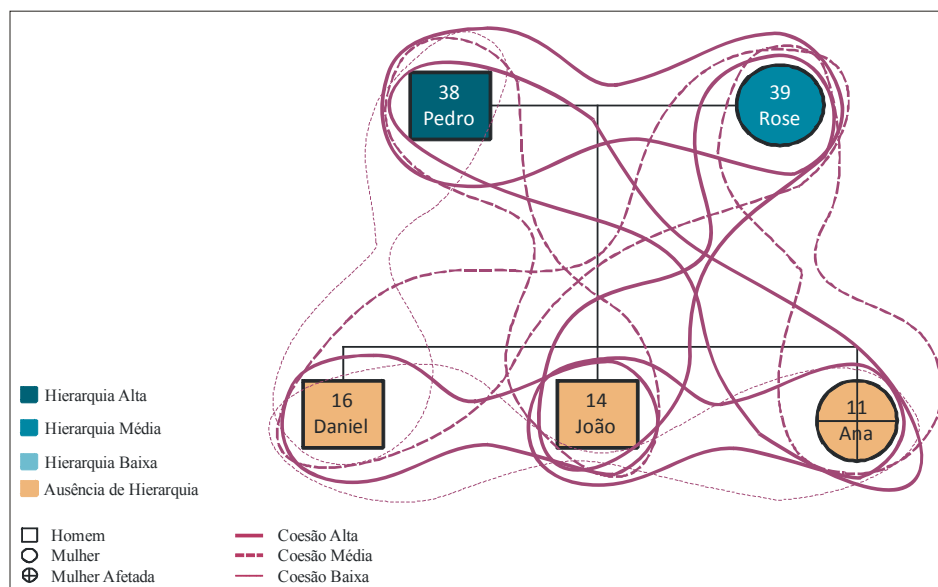 38
Pedro
39
Rose
16
Daniel
14
João
11
Ana
Hierarquia Alta
Hierarquia Média
Hierarquia Baixa
Ausência de Hierarquia
Homem
Mulher
Mulher Afetada
Coesão Alta
Coesão Média
Coesão Baixa